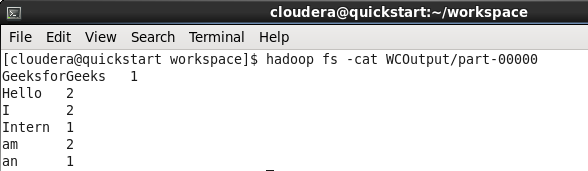 cloudera@quickstart:~/workspace
File Edit View Search Terminal Help
[cloudera@quickstart workspace]$ hadoop fs -cat WCOutput/part-00000
GeeksforGeeks 1
Hello 2
I 2
Intern 1
am 2
an 1